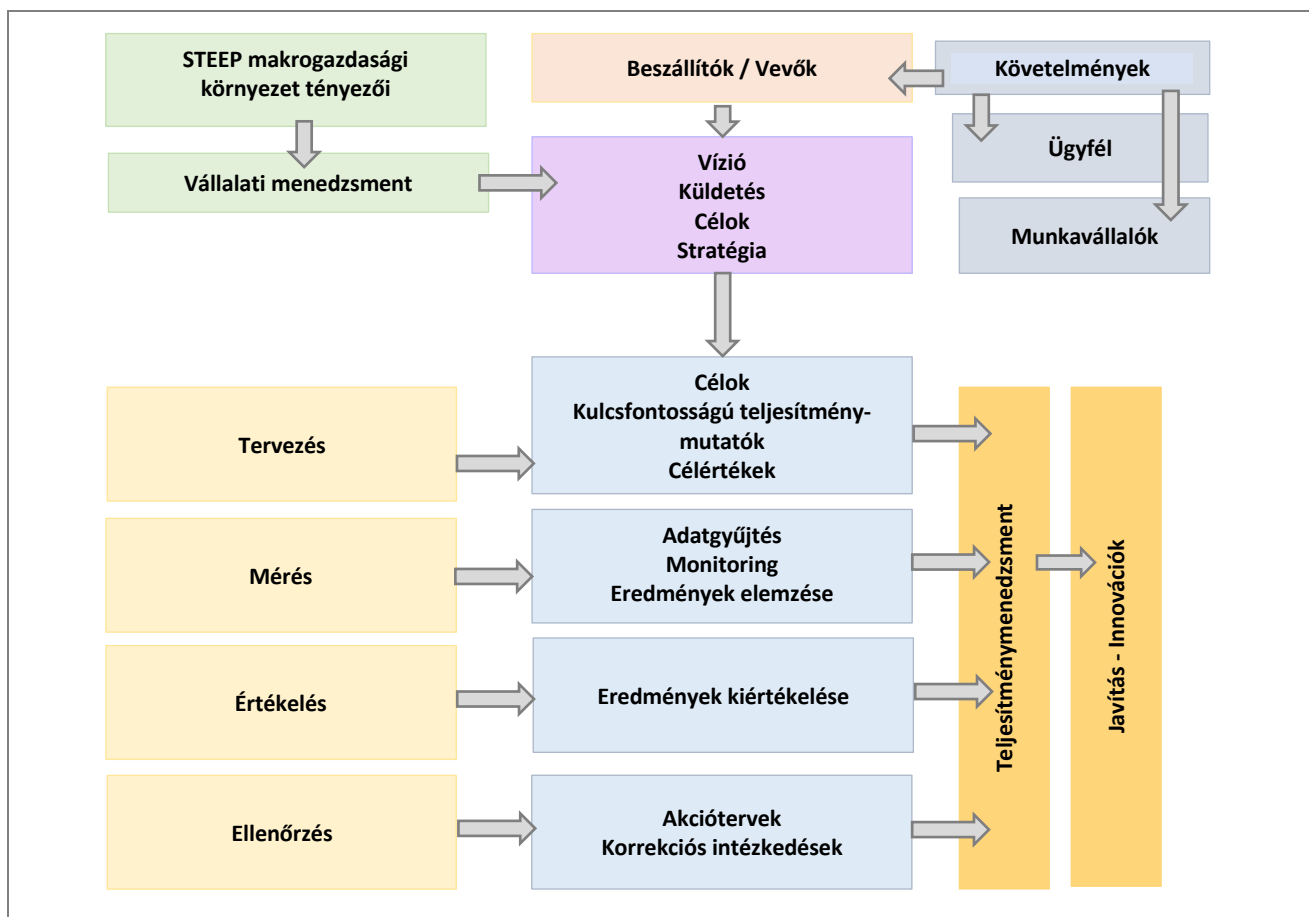 STEEP makrogazdasági
környezet tényezői
Beszállítók / Vevők
Követelmények
Ügyfél
Vállalati menedzsment
Vízió
Küldetés
Célok
Stratégia
Munkavállalók
Tervezés
Célok
Kulcsfontosságú teljesítmény-
mutatók
Célértékek
Mérés
Adatgyűjtés
Monitoring
Eredmények elemzése
Értékelés
Eredmények kiértékelése
Ellenőrzés
Akciótervek
Korrekciós intézkedések
Teljesítménymenedzsment
Javítás - Innovációk